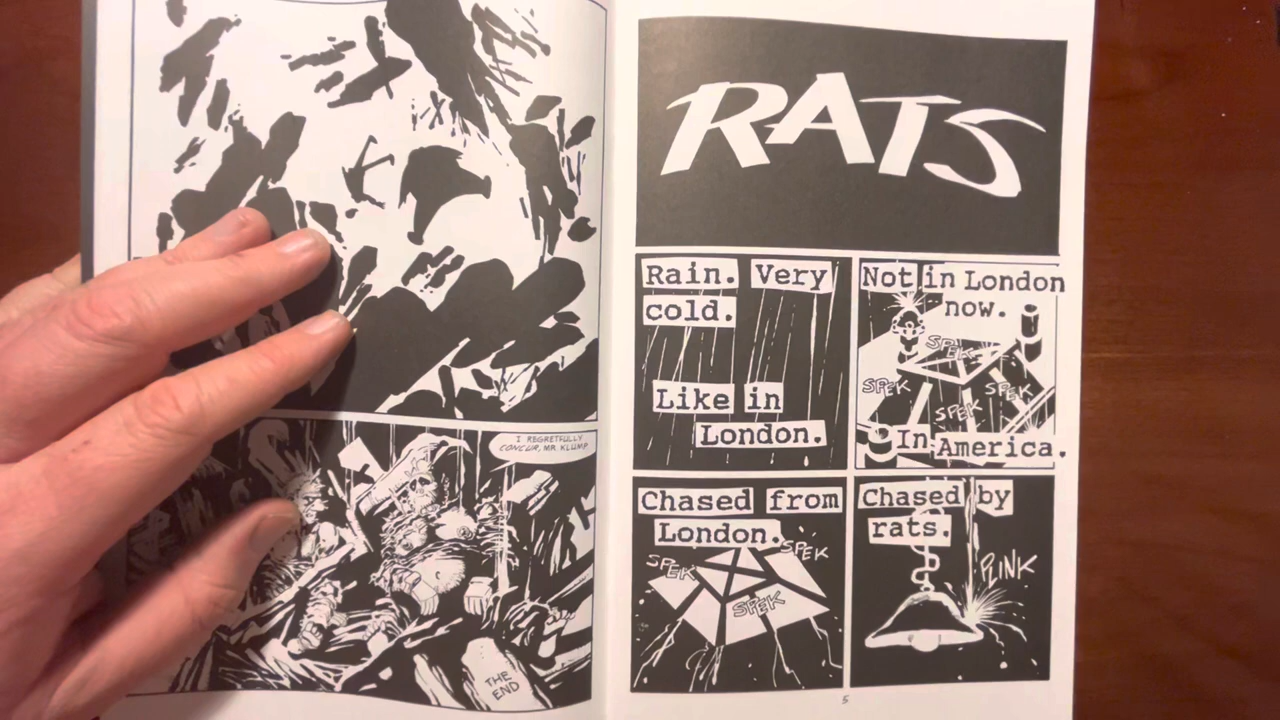 I REGRETFULLY
CONCUR, MR. KLUMP.
THE
END
RATS
Rain. Very
cold.
Like in
London.
Not in London
now.
SPEK
SPEK
SPEK
SPEK
In America.
Chased from
London.
SPEK
SPEK
SPEK
Chased by
rats.
PLINK
5